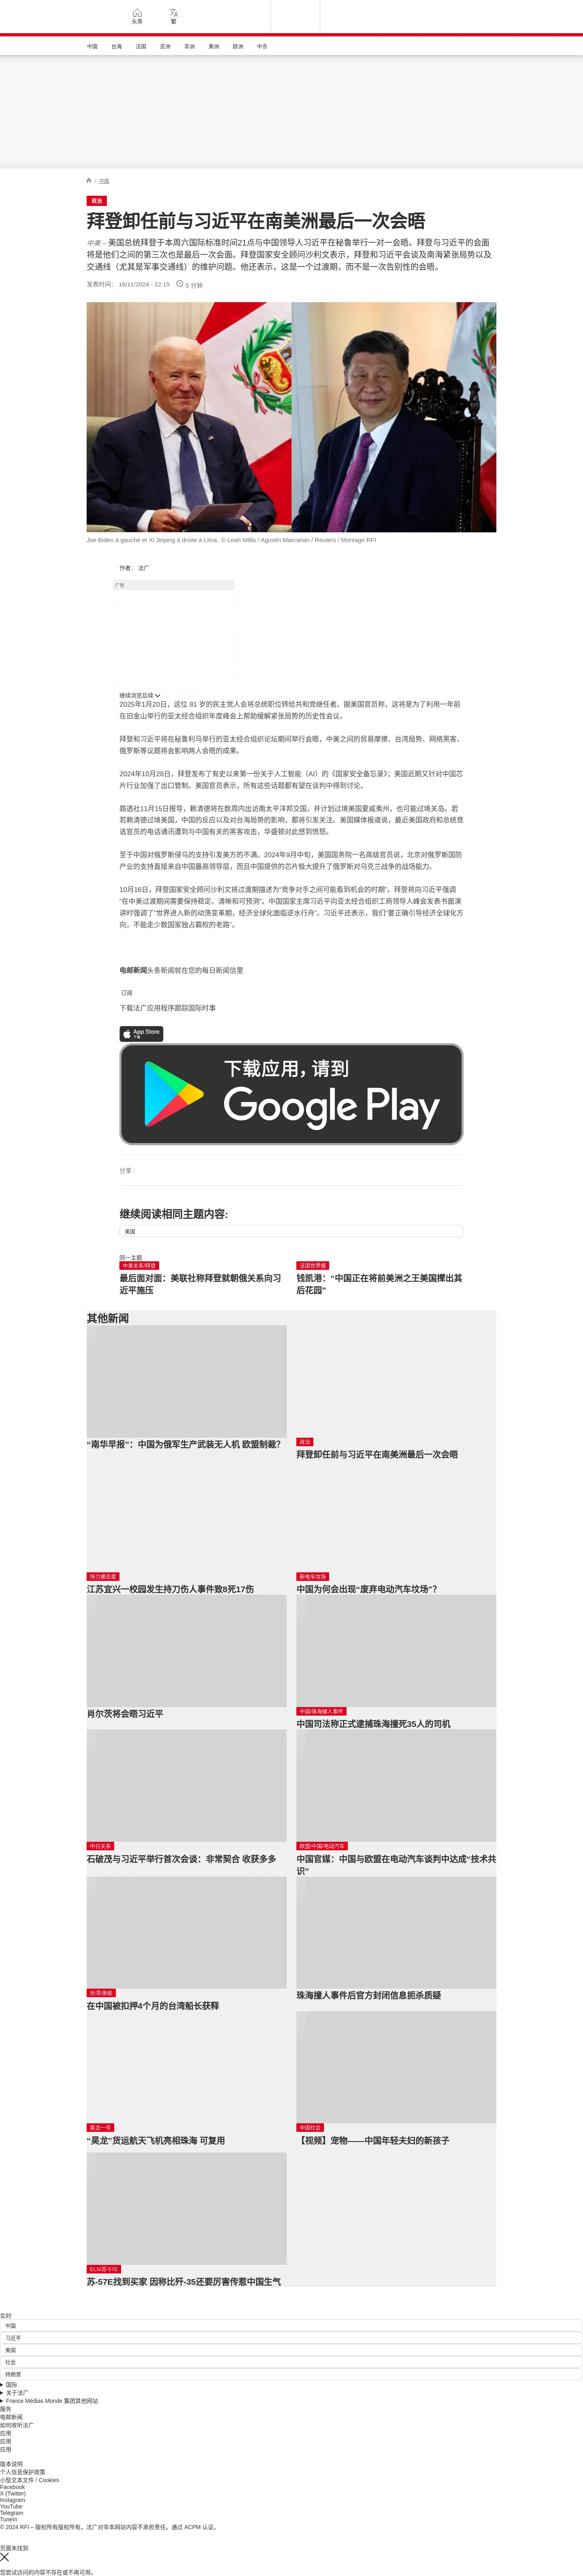 头条
繁
中国 台海 法国 亚洲 非洲 美洲 欧洲 中东
/ 中国
政治
拜登卸任前与习近平在南美洲最后一次会晤
中美 – 美国总统拜登于本周六国际标准时间21点与中国领导人习近平在秘鲁举行一对一会晤。拜登与习近平的会面
将是他们之间的第三次也是最后一次会面。拜登国家安全顾问沙利文表示，拜登和习近平会谈及南海紧张局势以及
交通线（尤其是军事交通线）的维护问题。他还表示，这是一个过渡期，而不是一次告别性的会晤。
发表时间： 16/11/2024 - 22:15 5 分钟
Joe Biden à gauche et Xi Jinping à droite à Lima. © Leah Millis / Agustin Marcarian / Reuters / Montage RFI
作者： 法广
广告
继续浏览后续
2025年1月20日，这位 81 岁的民主党人会将总统职位转给共和党继任者。据美国官员称，这将是为了利用一年前
在旧金山举行的亚太经合组织年度峰会上帮助缓解紧张局势的历史性会议。
拜登和习近平将在秘鲁利马举行的亚太经合组织论坛期间举行会晤，中美之间的贸易摩擦、台湾局势、网络黑客、
俄罗斯等议题将会影响两人会晤的成果。
2024年10月28日，拜登发布了有史以来第一份关于人工智能（AI）的《国家安全备忘录》；美国近期又针对中国芯
片行业加强了出口管制。美国官员表示，所有这些话题都有望在谈判中得到讨论。
路透社11月15日报导，赖清德将在数周内出访南太平洋邦交国，并计划过境美国夏威夷州，也可能过境关岛。若
若赖清德过境美国，中国的反应以及对台海局势的影响，都将引发关注。美国媒体报道说，最近美国政府和总统竞
选官员的电话通讯遭到与中国有关的黑客攻击，华盛顿对此感到愤怒。
至于中国对俄罗斯侵乌的支持引发美方的不满。2024年9月中旬，美国国务院一名高级官员说，北京对俄罗斯国防
产业的支持直接来自中国最高领导层，而且中国提供的芯片极大提升了俄罗斯对乌克兰战争的战场能力。
10月16日，拜登国家安全顾问沙利文将过渡期描述为“竞争对手之间可能看到机会的时期”。拜登将向习近平强调
“在中美过渡期间需要保持稳定、清晰和可预测”。中国国家主席习近平向亚太经合组织工商领导人峰会发表书面演
讲时强调了“世界进入新的动荡变革期，经济全球化面临逆水行舟”。习近平还表示，我们“要正确引导经济全球化方
向，不能走少数国家独占霸权的老路”。
电邮新闻头条新闻就在您的每日新闻信里
订阅
下载法广应用程序跟踪国际时事
App Store
下载
下载应用，请到
Google Play
分享 :
继续阅读相同主题内容:
美国
同一主题
中美关系/拜登
最后面对面：美联社称拜登就朝俄关系向习
近平施压
法国世界报
钱凯港：“中国正在将前美洲之王美国撵出其
后花园”
其他新闻
“南华早报”：中国为俄军生产武装无人机 欧盟制裁？
政治
拜登卸任前与习近平在南美洲最后一次会晤
持刀袭击案
江苏宜兴一校园发生持刀伤人事件致8死17伤
新电车坟场
中国为何会出现“废弃电动汽车坟场”？
肖尔茨将会晤习近平
中国/珠海碾人事件
中国司法称正式逮捕珠海撞死35人的司机
中日关系
石破茂与习近平举行首次会谈：非常契合 收获多多
欧盟/中国/电动汽车
中国官媒：中国与欧盟在电动汽车谈判中达成“技术共
识”
台湾/渔船
在中国被扣押4个月的台湾船长获释
珠海撞人事件后官方封闭信息扼杀质疑
昊龙一号
“昊龙”货运航天飞机亮相珠海 可复用
中国社会
【视频】宠物——中国年轻夫妇的新孩子
ELS/苏-57E
苏-57E找到买家 因称比歼-35还要厉害传惹中国生气
实时
中国
习近平
美国
社会
特朗普
国际
关于法广
France Médias Monde 集团其他网站
服务
电邮新闻
如何收听法广
应用
应用
应用
版本说明
个人信息保护政策
小型文本文件 / Cookies
Facebook
X (Twitter)
Instagram
YouTube
Telegram
TuneIn
© 2024 RFI – 版权所有版权所有。法广对非本网站内容不承担责任。通过 ACPM 认证。
页面未找到
您尝试访问的内容不存在或不再可用。